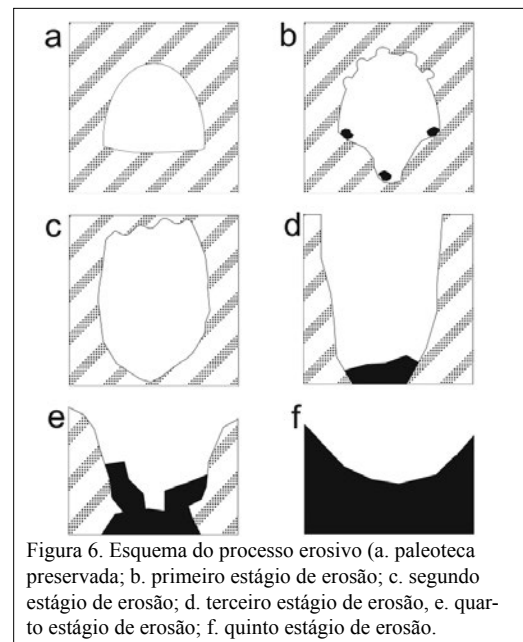 a
b
c
d
e
f
Figura 6. Esquema do processo erosivo (a. paleoteca
preservada; b. primeiro estágio de erosão; c. segundo
estágio de erosão; d. terceiro estágio de erosão, e. quar-
to estágio de erosão; f. quinto estágio de erosão.